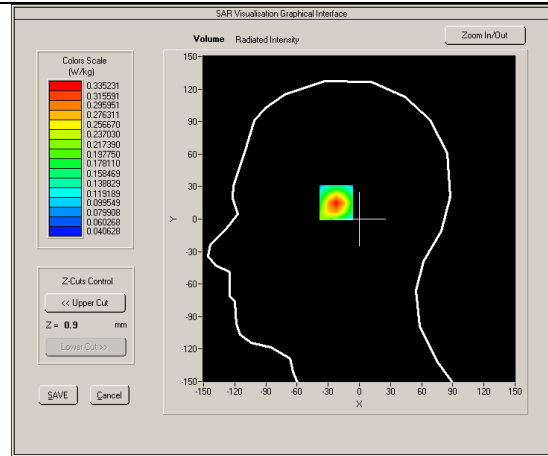 SAR Visualisation Graphical Interface
Volume Radiated Intensity
Zoom In/Out
Colors Scale
(W/kg)
0.335231
0.315591
0.295951
0.276311
0.256670
0.237030
0.217390
0.197750
0.178110
0.158469
0.138829
0.119189
0.099549
0.079908
0.060268
0.040628
Z-Cuts Control
<< Upper Cut
Z = 0.9 mm
Lower Cut >>
SAVE Cancel
150
120
90
60
30
0
-30
-60
-90
-120
-150
Y
-150 -120 -90 -60 -30 0 30 60 90 120 150
X